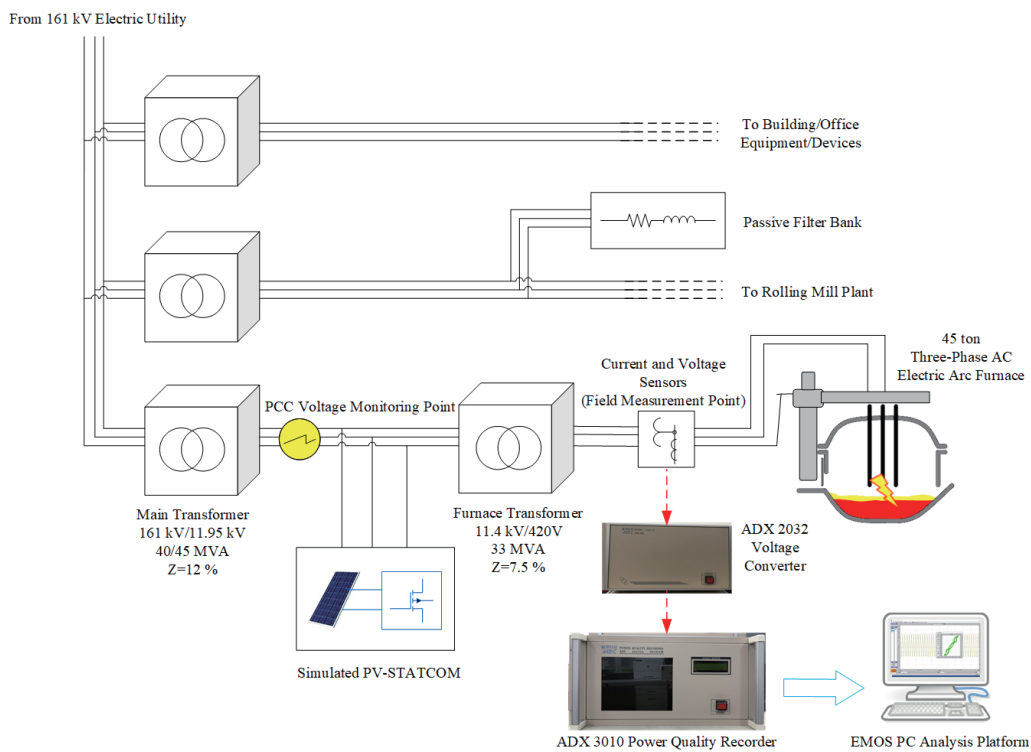 From 161 kV Electric Utility
To Building/Office
Equipment/Devices
Passive Filter Bank
To Rolling Mill Plant
45 ton
Three-Phase AC
Electric Arc Furnace
Current and Voltage
Sensors
(Field Measurement Point)
PCC Voltage Monitoring Point
Main Transformer
161 kV/11.95 kV
40/45 MVA
Z=12 %
Furnace Transformer
11.4 kV/420V
33 MVA
Z=7.5 %
ADX 2032
Voltage
Converter
Simulated PV-STATCOM
ADX 3010 Power Quality Recorder
EMOS PC Analysis Platform